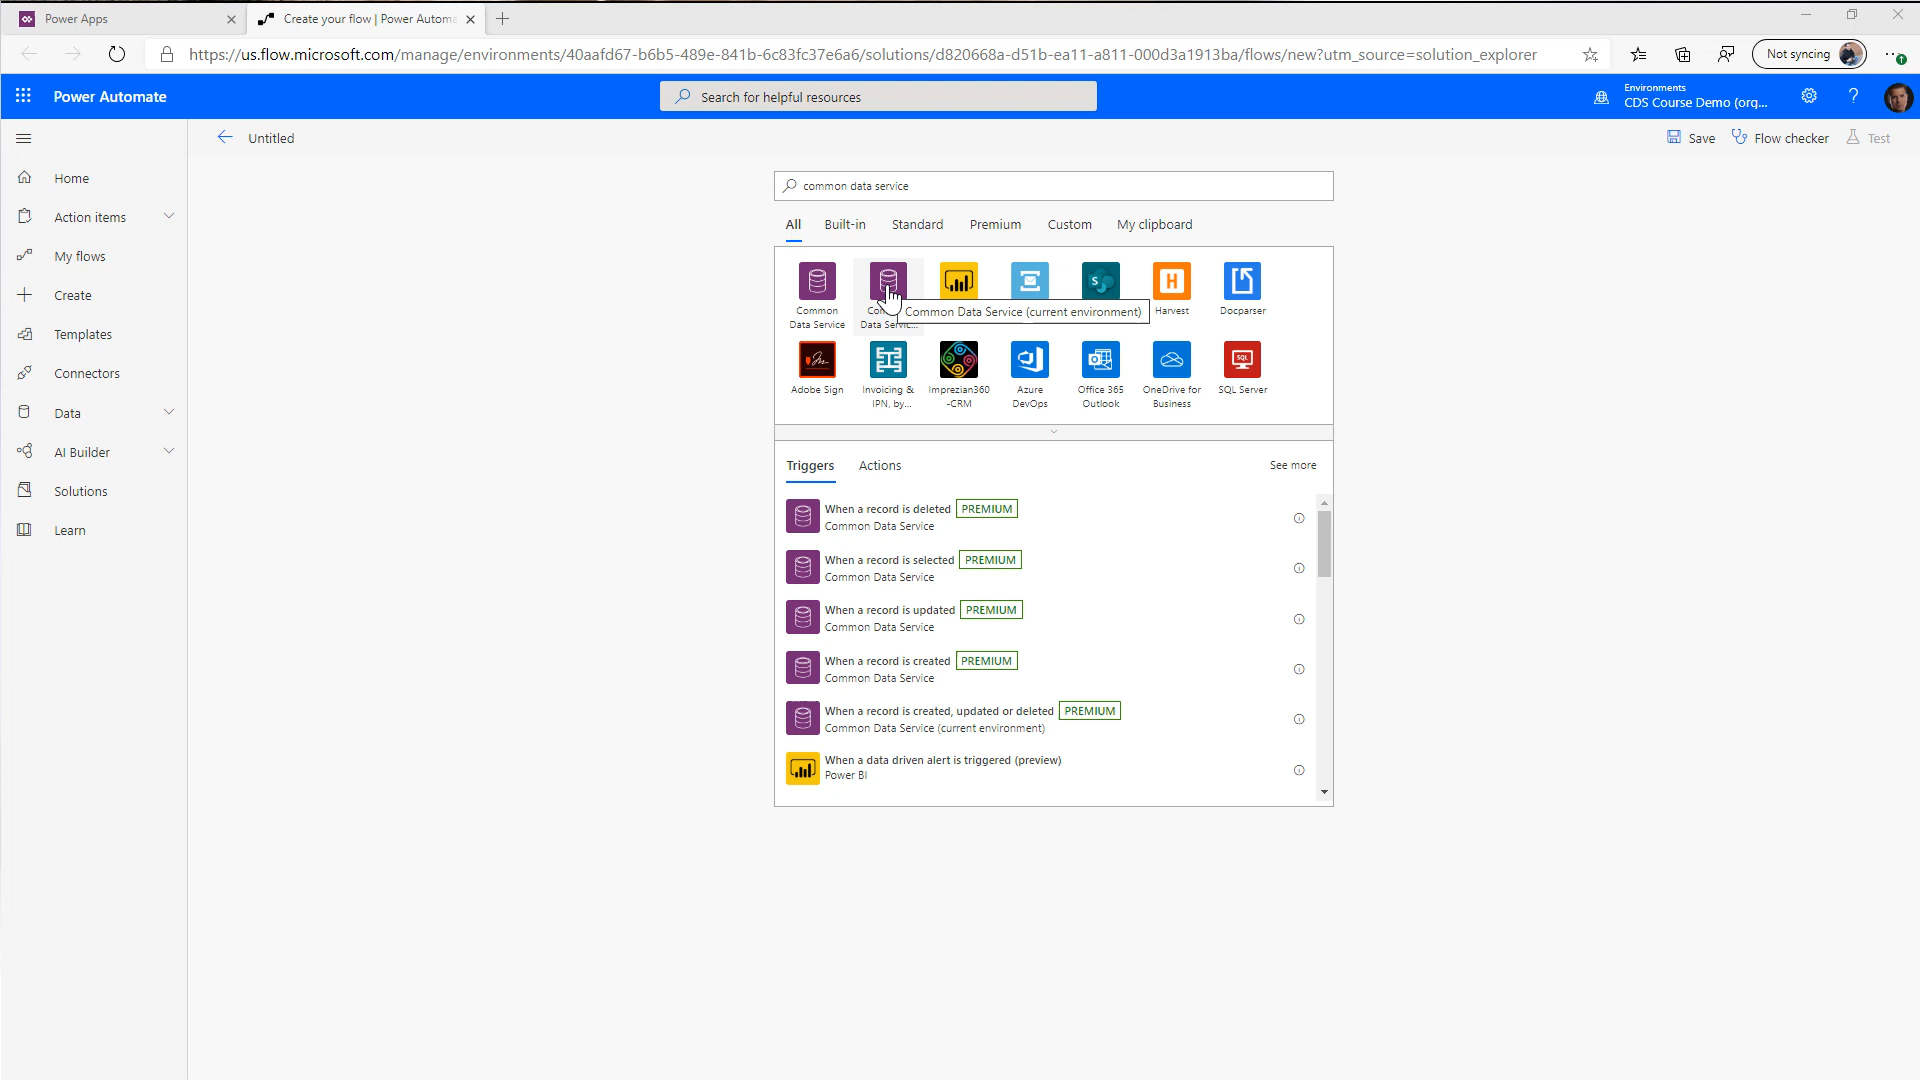 Power Apps
Create your flow | Power Autom
https://us.flow.microsoft.com/manage/environments/40aafd67-b6b5-489e-841b-6c83fc37e6a6/solutions/d820668a-d51b-ea11-a811-000d3a1913ba/flows/new?utm_source=solution_explorer
Not syncing
Power Automate
Search for helpful resources
Environments
CDS Course Demo (org...
?
Untitled
Save
Flow checker
Test
Home
Action items
My flows
Create
Templates
Connectors
Data
AI Builder
Solutions
Learn
common data service
All Built-in Standard Premium Custom My clipboard
Common
Data Service
Data Servic...
Common Data Service (current environment)
Harvest
Docparser
Adobe Sign
Invoicing &
IPN, by...
Imprezian360
-CRM
Azure
DevOps
Office 365
Outlook
OneDrive for
Business
SQL
SQL Server
Triggers Actions See more
When a record is deleted PREMIUM
Common Data Service
When a record is selected PREMIUM
Common Data Service
When a record is updated PREMIUM
Common Data Service
When a record is created PREMIUM
Common Data Service
When a record is created, updated or deleted PREMIUM
Common Data Service (current environment)
When a data driven alert is triggered (preview)
Power BI